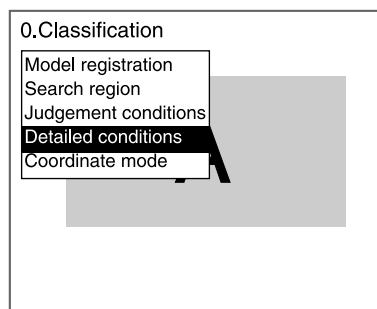 0.Classification
Model registration
Search region
Judgement conditions
Detailed conditions
Coordinate mode
A